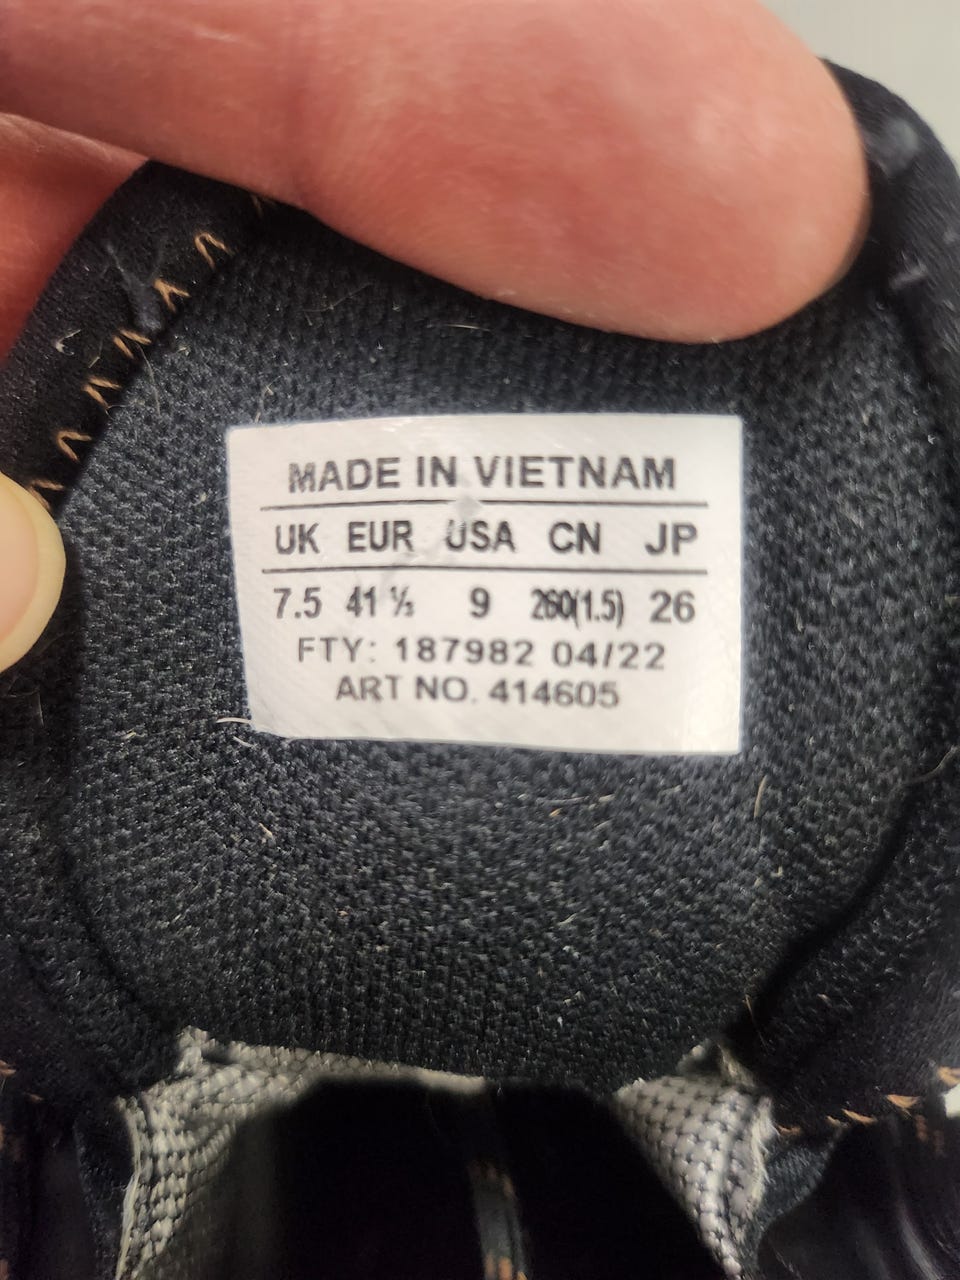 MADE IN VIETNAM
UK EUR USA CN JP
7.5 41 ⅓ 9 260(1.5) 26
FTY: 187982 04/22
ART NO. 414605